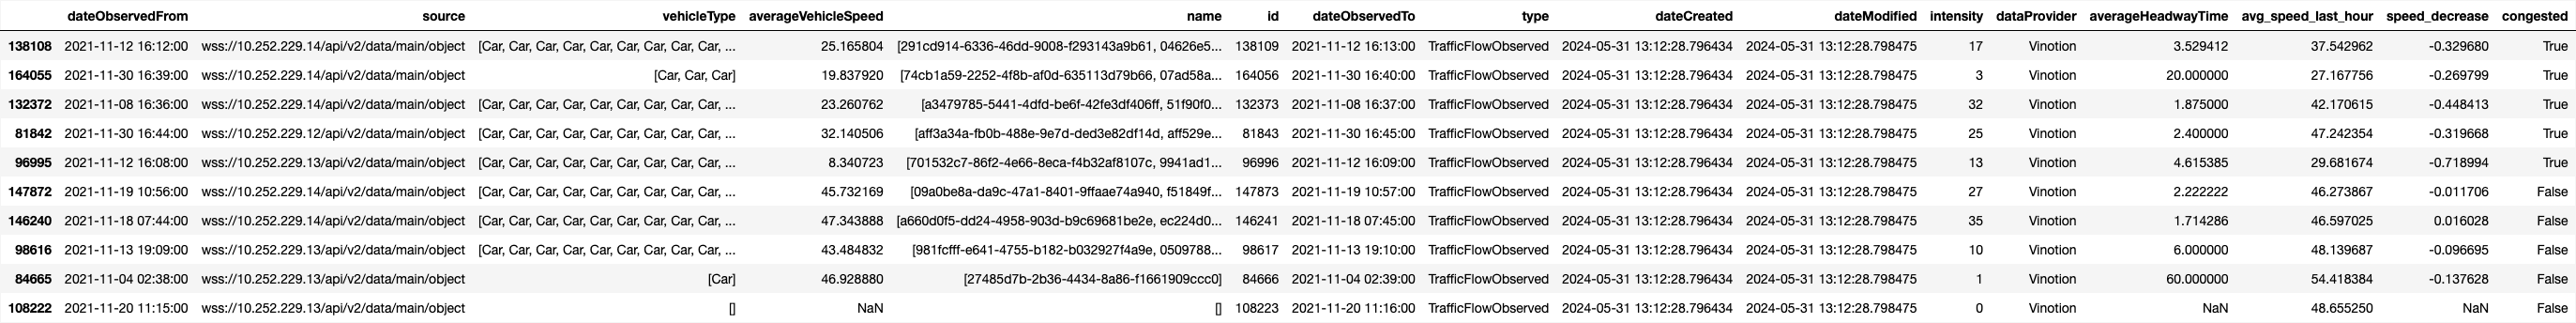 dateObservedFrom source vehicleType averageVehicleSpeed name id dateObservedTo type dateCreated dateModified intensity dataProvider averageHeadwayTime avg_speed_last_hour speed_decrease congested
138108 2021-11-12 16:12:00 wss://10.252.229.14/api/v2/data/main/object [Car, Car, Car, Car, Car, Car, Car, Car, Car, ... 25.165804 [291cd914-6336-46dd-9008-f293143a9b61, 04626e5... 138109 2021-11-12 16:13:00 TrafficFlowObserved 2024-05-31 13:12:28.796434 2024-05-31 13:12:28.798475 17 Vinotion 3.529412 37.542962 -0.329680 True
164055 2021-11-30 16:39:00 wss://10.252.229.14/api/v2/data/main/object [Car, Car, Car] 19.837920 [74cb1a59-2252-4f8b-af0d-635113d79b66, 07ad58a... 164056 2021-11-30 16:40:00 TrafficFlowObserved 2024-05-31 13:12:28.796434 2024-05-31 13:12:28.798475 3 Vinotion 20.000000 27.167756 -0.269799 True
132372 2021-11-08 16:36:00 wss://10.252.229.14/api/v2/data/main/object [Car, Car, Car, Car, Car, Car, Car, Car, Car, ... 23.260762 [a3479785-5441-4dfd-be6f-42fe3df406ff, 51f90f0... 132373 2021-11-08 16:37:00 TrafficFlowObserved 2024-05-31 13:12:28.796434 2024-05-31 13:12:28.798475 32 Vinotion 1.875000 42.170615 -0.448413 True
81842 2021-11-30 16:44:00 wss://10.252.229.12/api/v2/data/main/object [Car, Car, Car, Car, Car, Car, Car, Car, Car, ... 32.140506 [aff3a34a-fb0b-488e-9e7d-ded3e82df14d, aff529e... 81843 2021-11-30 16:45:00 TrafficFlowObserved 2024-05-31 13:12:28.796434 2024-05-31 13:12:28.798475 25 Vinotion 2.400000 47.242354 -0.319668 True
96995 2021-11-12 16:08:00 wss://10.252.229.13/api/v2/data/main/object [Car, Car, Car, Car, Car, Car, Car, Car, Car, ... 8.340723 [701532c7-86f2-4e66-8eca-f4b32af8107c, 9941ad1... 96996 2021-11-12 16:09:00 TrafficFlowObserved 2024-05-31 13:12:28.796434 2024-05-31 13:12:28.798475 13 Vinotion 4.615385 29.681674 -0.718994 True
147872 2021-11-19 10:56:00 wss://10.252.229.14/api/v2/data/main/object [Car, Car, Car, Car, Car, Car, Car, Car, Car, ... 45.732169 [09a0be8a-da9c-47a1-8401-9ffaae74a940, f51849f... 147873 2021-11-19 10:57:00 TrafficFlowObserved 2024-05-31 13:12:28.796434 2024-05-31 13:12:28.798475 27 Vinotion 2.222222 46.273867 -0.011706 False
146240 2021-11-18 07:44:00 wss://10.252.229.14/api/v2/data/main/object [Car, Car, Car, Car, Car, Car, Car, Car, Car, ... 47.343888 [a660d0f5-dd24-4958-903d-b9c69681be2e, ec224d0... 146241 2021-11-18 07:45:00 TrafficFlowObserved 2024-05-31 13:12:28.796434 2024-05-31 13:12:28.798475 35 Vinotion 1.714286 46.597025 0.016028 False
98616 2021-11-13 19:09:00 wss://10.252.229.13/api/v2/data/main/object [Car, Car, Car, Car, Car, Car, Car, Car, Car, ... 43.484832 [981fcfff-e641-4755-b182-b032927f4a9e, 0509788... 98617 2021-11-13 19:10:00 TrafficFlowObserved 2024-05-31 13:12:28.796434 2024-05-31 13:12:28.798475 10 Vinotion 6.000000 48.139687 -0.096695 False
84665 2021-11-04 02:38:00 wss://10.252.229.13/api/v2/data/main/object [Car] 46.928880 [27485d7b-2b36-4434-8a86-f1661909ccc0] 84666 2021-11-04 02:39:00 TrafficFlowObserved 2024-05-31 13:12:28.796434 2024-05-31 13:12:28.798475 1 Vinotion 60.000000 54.418384 -0.137628 False
108222 2021-11-20 11:15:00 wss://10.252.229.13/api/v2/data/main/object [] NaN [] 108223 2021-11-20 11:16:00 TrafficFlowObserved 2024-05-31 13:12:28.796434 2024-05-31 13:12:28.798475 0 Vinotion NaN 48.655250 NaN False